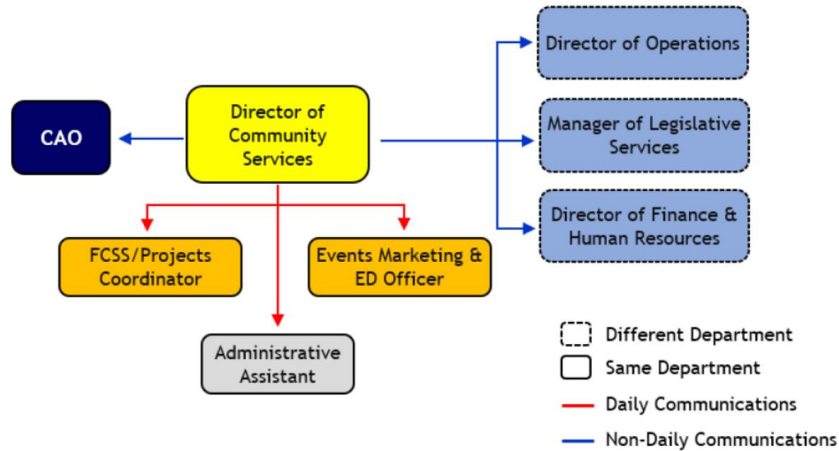 Director of Operations
Director of
Community
Services
CAO
Manager of Legislative
Services
Director of Finance &
Human Resources
FCSS/Projects
Coordinator
Events Marketing &
ED Officer
Administrative
Assistant
Different Department
Same Department
Daily Communications
Non-Daily Communications